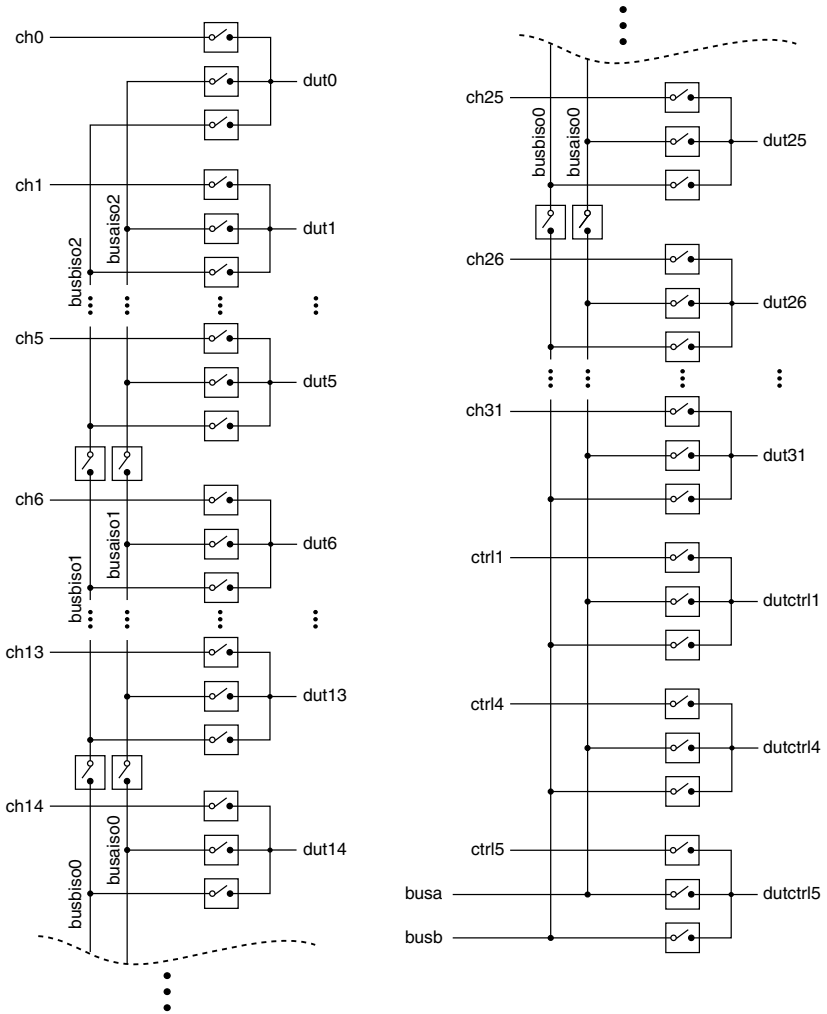 ch0
dut0
ch1
dut1
busbiso2
busaiso2
ch5
dut5
ch6
dut6
busbiso1
busaiso1
ch13
dut13
ch14
dut14
busbiso0
busaiso0
ch25
dut25
busbiso0
busaiso0
ch26
dut26
ch31
dut31
ctrl1
dutctrl1
ctrl4
dutctrl4
ctrl5
busa
dutctrl5
busb